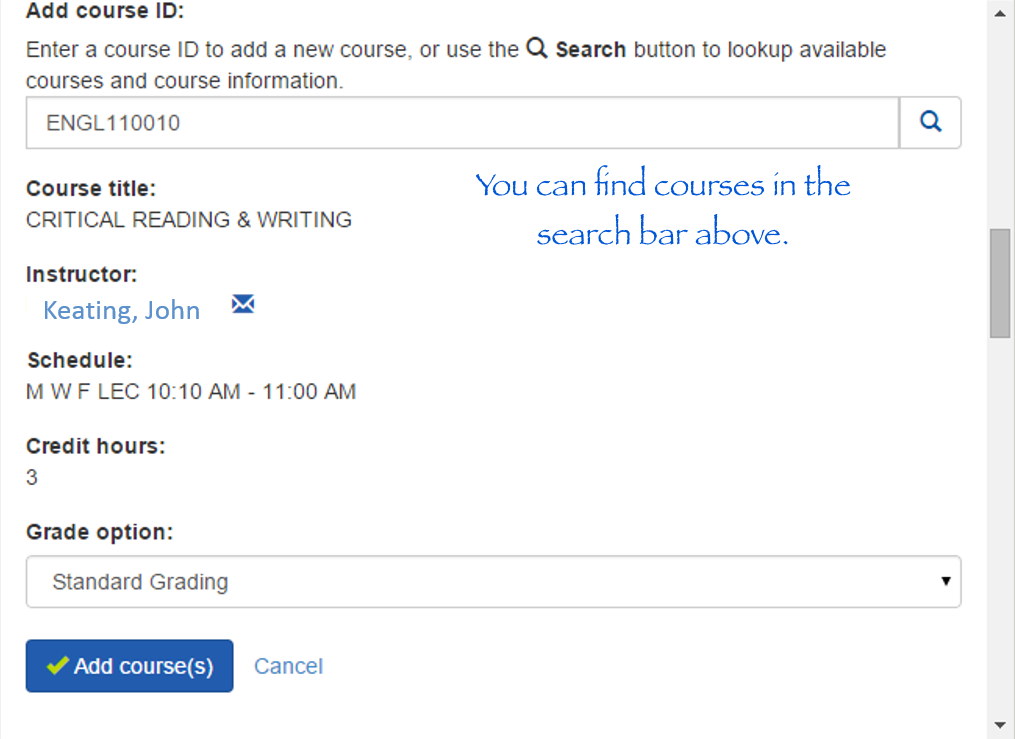 Add course ID:
Enter a course ID to add a new course, or use the Search button to lookup available
courses and course information.
ENGL110010
Course title:
CRITICAL READING & WRITING
You can find courses in the
search bar above.
Instructor:
Keating, John
Schedule:
M W F LEC 10:10 AM - 11:00 AM
Credit hours:
3
Grade option:
Standard Grading
Add course(s) Cancel